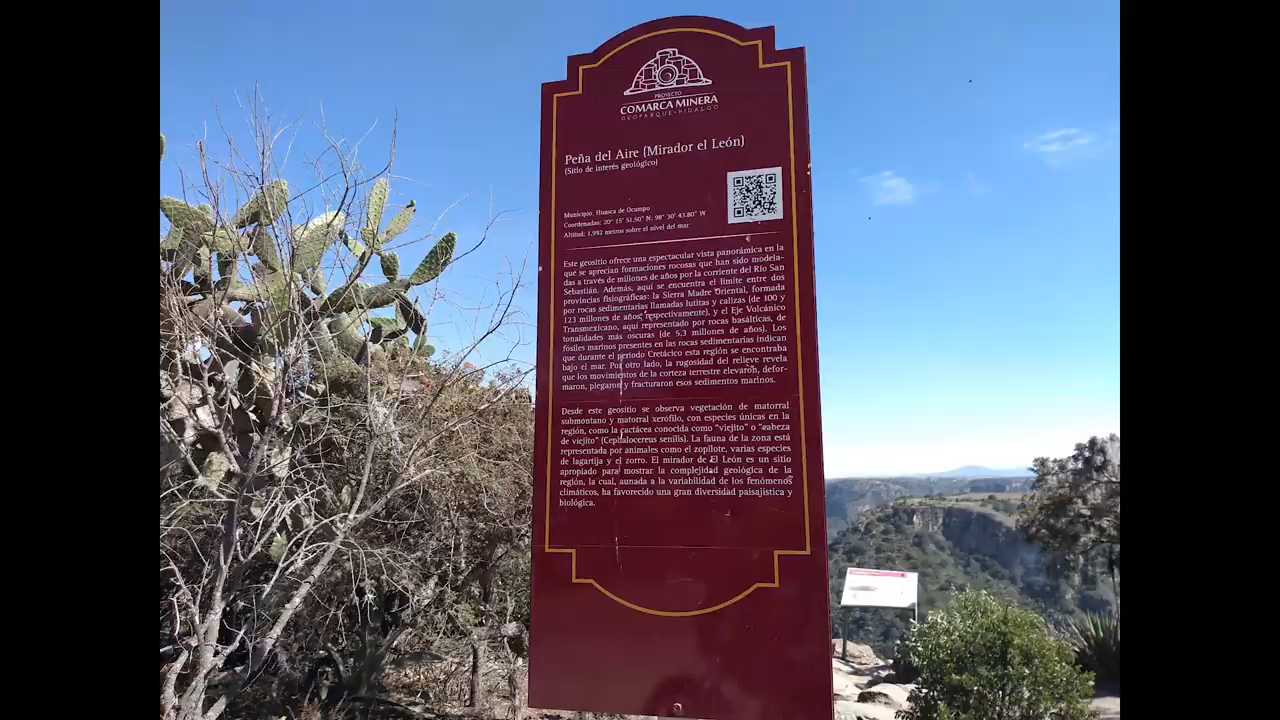 PROYECTO
COMARCA MINERA
GEOPARQUE · HIDALGO
Peña del Aire (Mirador el León)
(Sitio de interés geológico)
Municipio: Huasca de Ocampo
Coordenadas: 20° 15' 51.50" N; 98° 30' 43.80" W
Altitud: 1,992 metros sobre el nivel del mar
Este geositio ofrece una espectacular vista panorámica en la
que se aprecian formaciones rocosas que han sido modela-
das a través de millones de años por la corriente del Río San
Sebastián. Además, aquí se encuentra el límite entre dos
provincias fisiográficas: la Sierra Madre Oriental, formada
por rocas sedimentarias llamadas lutitas y calizas (de 100 y
123 millones de años, respectivamente), y el Eje Volcánico
Transmexicano, aquí representado por rocas basálticas, de
tonalidades más oscuras (de 5.3 millones de años). Los
fósiles marinos presentes en las rocas sedimentarias indican
que durante el periodo Cretácico esta región se encontraba
bajo el mar. Por otro lado, la rugosidad del relieve revela
que los movimientos de la corteza terrestre elevaron, defor-
maron, plegaron y fracturaron esos sedimentos marinos.
Desde este geositio se observa vegetación de matorral
submontano y matorral xerófilo, con especies únicas en la
región, como la cactácea conocida como "viejito" o "cabeza
de viejito" (Cephalocereus senilis). La fauna de la zona está
representada por animales como el zopilote, varias especies
de lagartija y el zorro. El mirador de El León es un sitio
apropiado para mostrar la complejidad geológica de la
región, la cual, aunada a la variabilidad de los fenómenos
climáticos, ha favorecido una gran diversidad paisajística y
biológica.